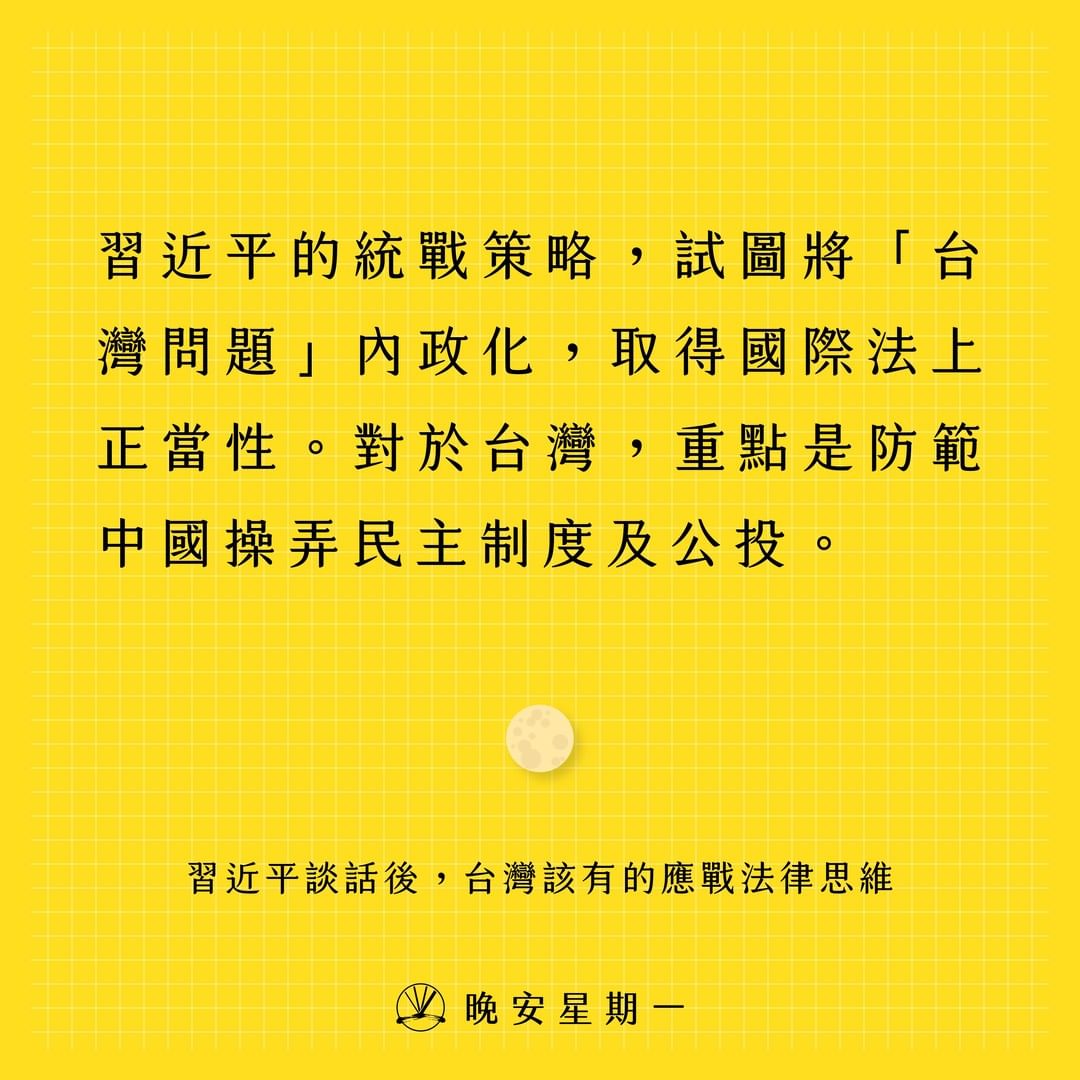 習近平的統戰策略，試圖將「台
灣問題」內政化，取得國際法上
正當性。對於台灣，重點是防範
中國操弄民主制度及公投。
習近平談話後，台灣該有的應戰法律思維
晚安星期一